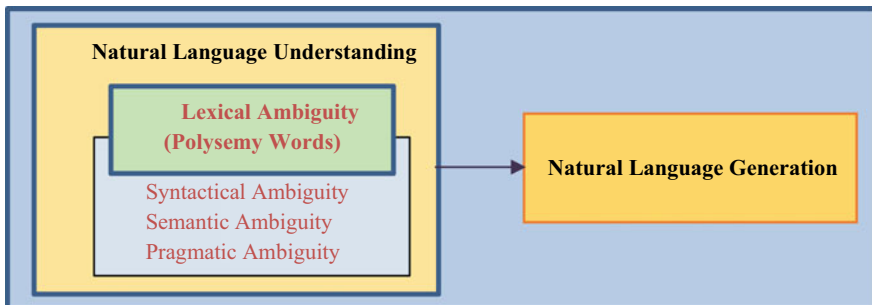 Natural Language Understanding
Lexical Ambiguity
(Polysemy Words)
Syntactical Ambiguity
Semantic Ambiguity
Pragmatic Ambiguity
Natural Language Generation